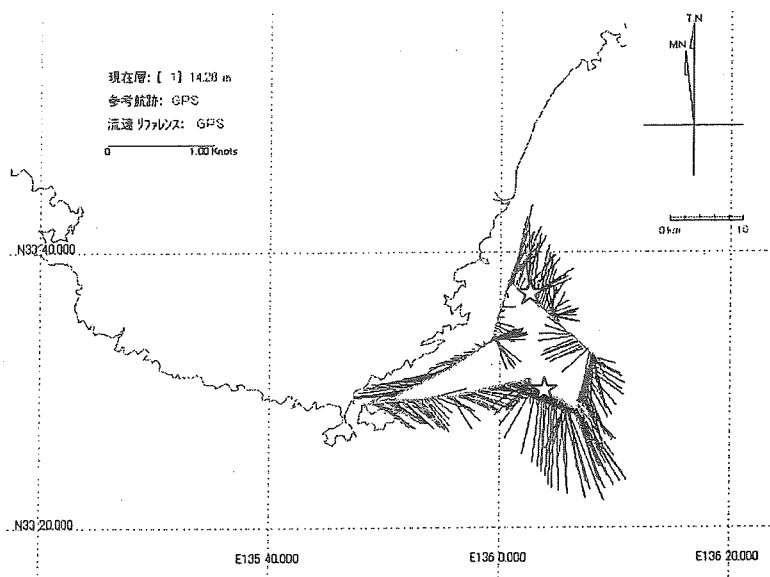 T.N
MN
現在層: [ 1] 14.28 m
参考航跡: GPS
流速リファレンス: GPS
0 1.00 Knots
0 km 10
N33 40.000
N33 20.000
E135 40.000
E136 0.000
E136 20.000